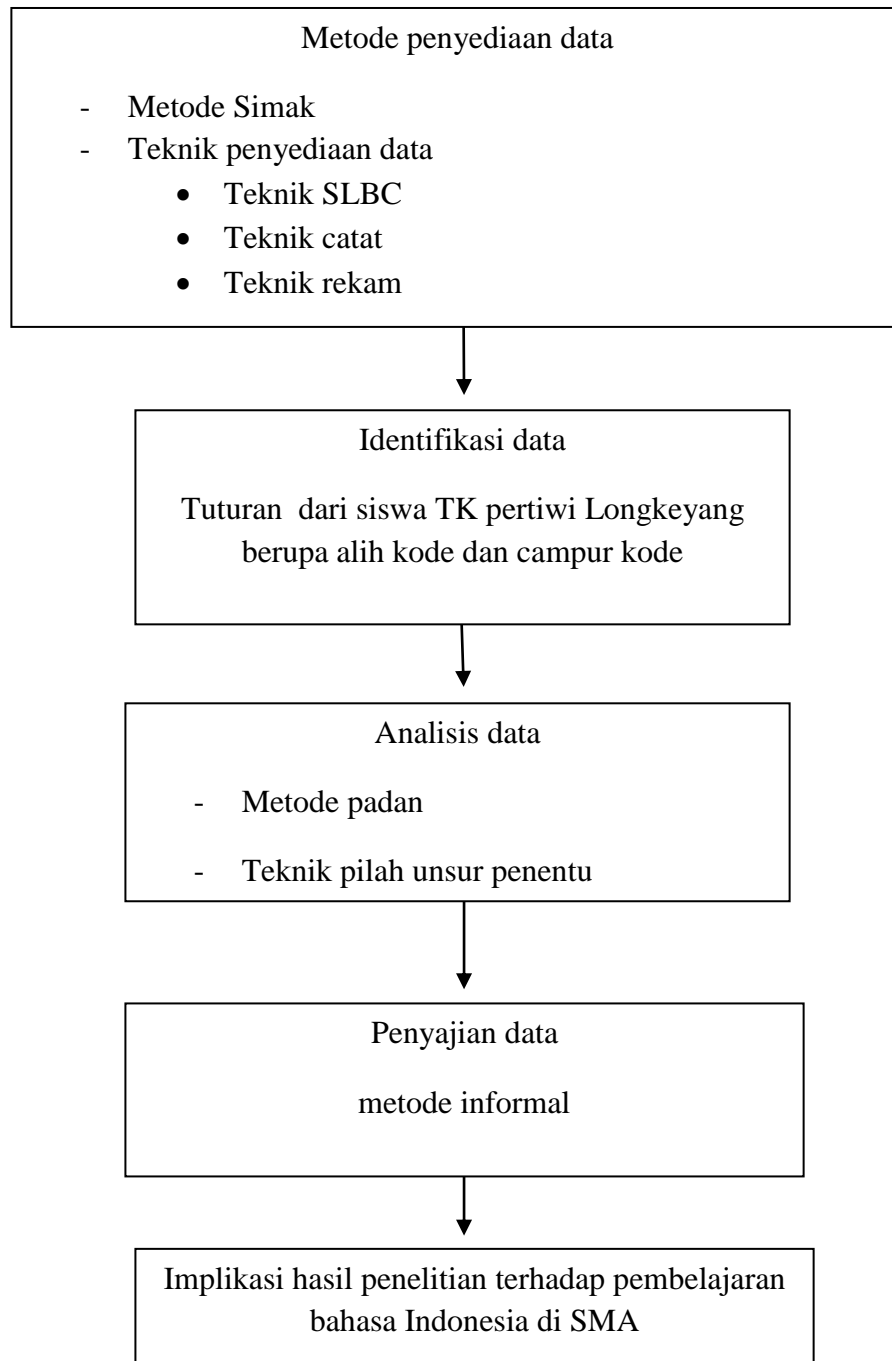 Metode penyediaan data
- Metode Simak
- Teknik penyediaan data
• Teknik SLBC
• Teknik catat
• Teknik rekam
Identifikasi data
Tuturan dari siswa TK pertiwi Longkeyang
berupa alih kode dan campur kode
Analisis data
- Metode padan
- Teknik pilah unsur penentu
Penyajian data
metode informal
Implikasi hasil penelitian terhadap pembelajaran
bahasa Indonesia di SMA